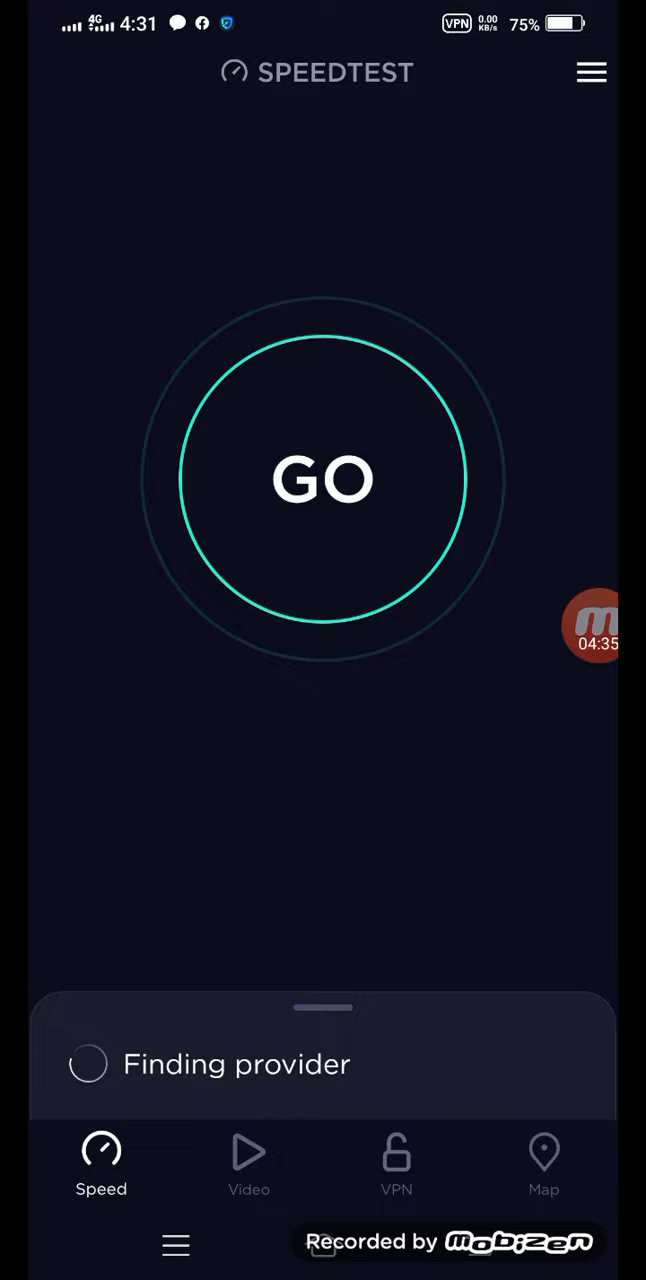 4G 4:31 VPN 0.00 KB/s 75%
SPEEDTEST
GO
m
04:35
Finding provider
Speed Video VPN Map
Recorded by mobizen